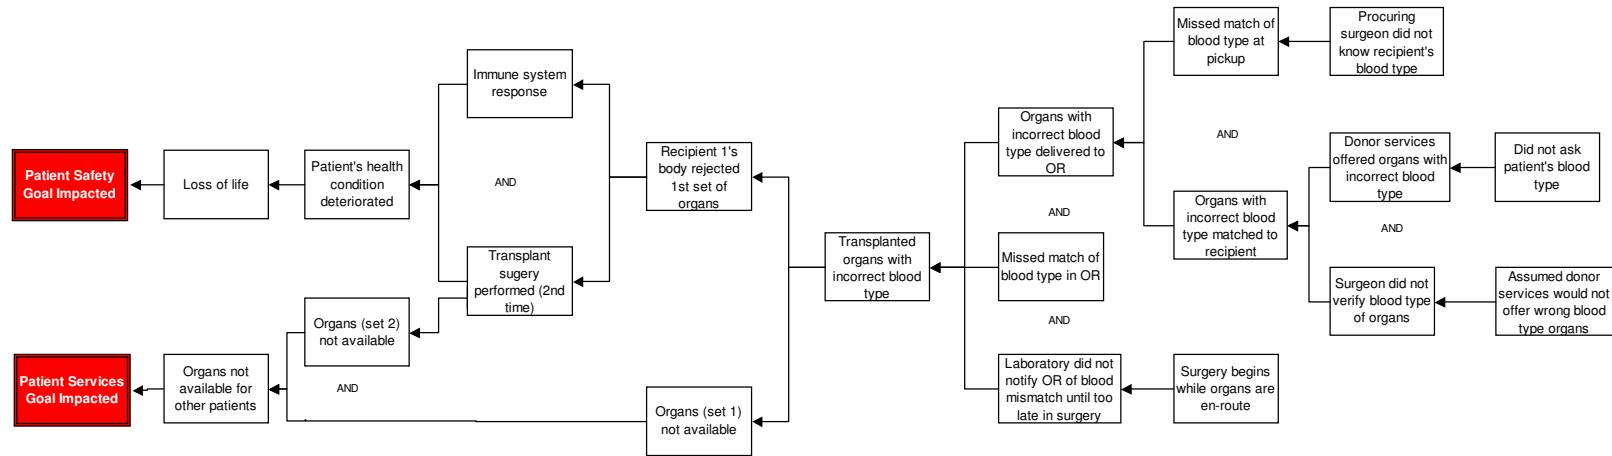 Patient Safety
Goal Impacted
Loss of life
Patient's health
condition
deteriorated
Immune system
response
AND
Transplant
sugery
performed (2nd
time)
Recipient 1's
body rejected
1st set of
organs
Patient Services
Goal Impacted
Organs not
available for
other patients
Organs (set 2)
not available
AND
Organs (set 1)
not available
Transplanted
organs with
incorrect blood
type
Organs with
incorrect blood
type delivered to
OR
AND
Missed match of
blood type in OR
AND
Laboratory did not
notify OR of blood
mismatch until too
late in surgery
Surgery begins
while organs are
en-route
Missed match of
blood type at
pickup
Procuring
surgeon did not
know recipient's
blood type
AND
Organs with
incorrect blood
type matched to
recipient
Donor services
offered organs with
incorrect blood
type
Did not ask
patient's blood
type
AND
Surgeon did not
verify blood type
of organs
Assumed donor
services would not
offer wrong blood
type organs